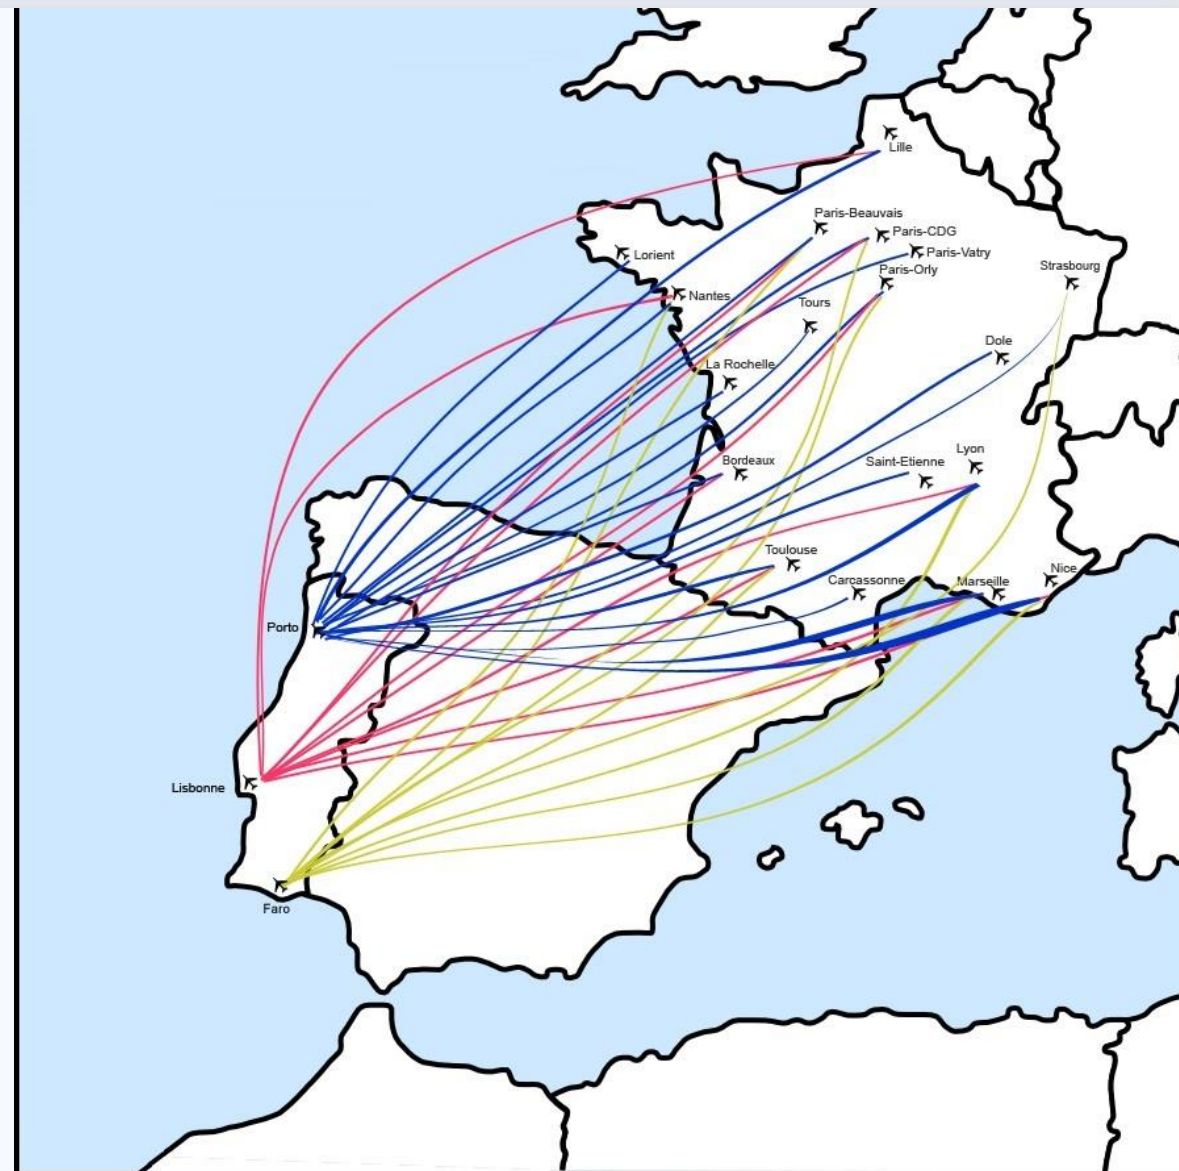 Lille
Paris-Beauvais
Paris-CDG
Lorient
Paris-Vatry
Paris-Orly
Strasbourg
Nantes
Tours
Dole
La Rochelle
Lyon
Bordeaux
Saint-Etienne
Toulouse
Nice
Carcassonne
Marseille
Porto
Lisbonne
Faro